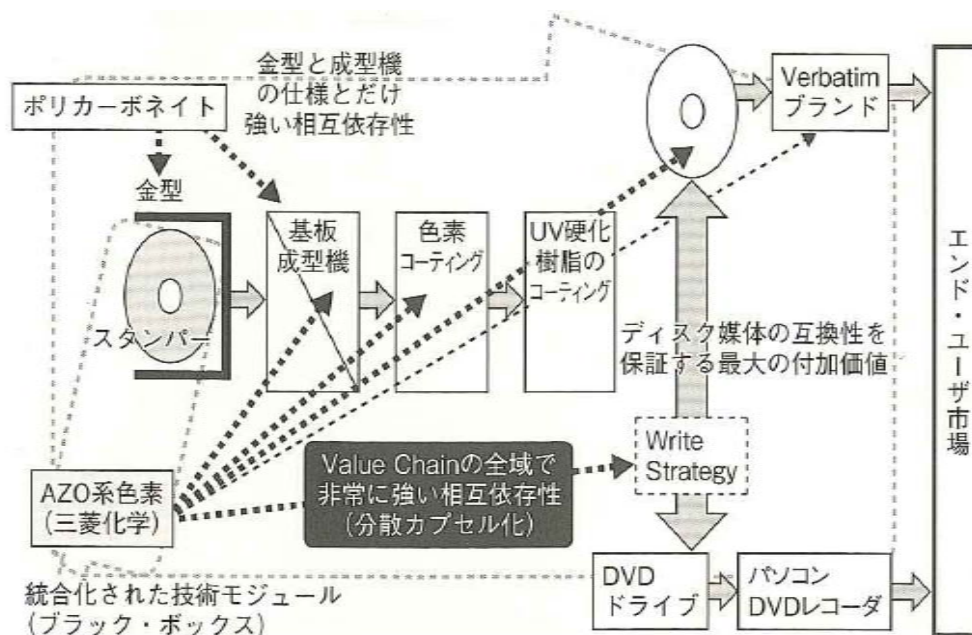 金型と成型機
の仕様とだけ
強い相互依存性
ポリカーボネイト
Verbatim
ブランド
金型
基板
成型機
色素
コーティング
UV硬化
樹脂の
コーティング
スタンパー
エンド・ユーザ市場
ディスク媒体の互換性を
保証する最大の付加価値
Value Chainの全域で
非常に強い相互依存性
(分散カプセル化)
Write
Strategy
AZO系色素
(三菱化学)
DVD
ドライブ
パソコン
DVDレコーダ
統合化された技術モジュール
(ブラック・ボックス)